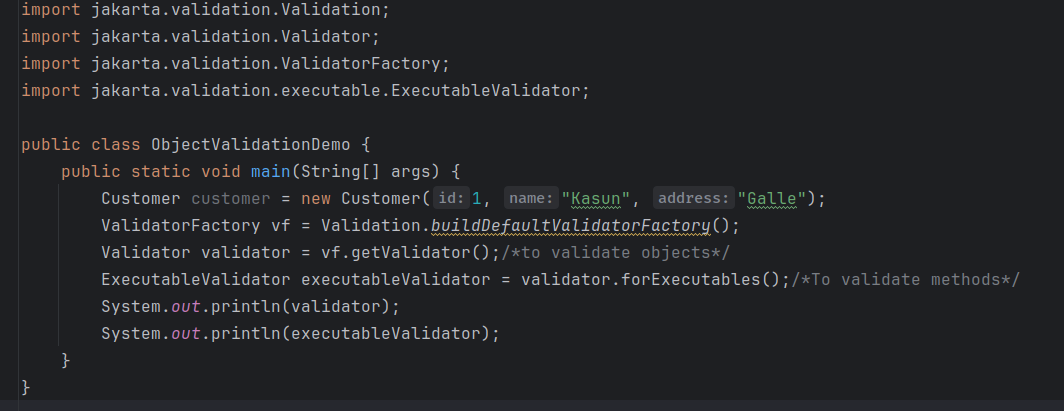 import jakarta.validation.Validation;
import jakarta.validation.Validator;
import jakarta.validation.ValidatorFactory;
import jakarta.validation.executable.ExecutableValidator;
public class ObjectValidationDemo {
    public static void main(String[] args) {
        Customer customer = new Customer( id: 1, name: "Kasun", address: "Galle");
        ValidatorFactory vf = Validation.buildDefaultValidatorFactory();
        Validator validator = vf.getValidator();/*to validate objects*/
        ExecutableValidator executableValidator = validator.forExecutables();/*To validate methods*/
        System.out.println(validator);
        System.out.println(executableValidator);
    }
}